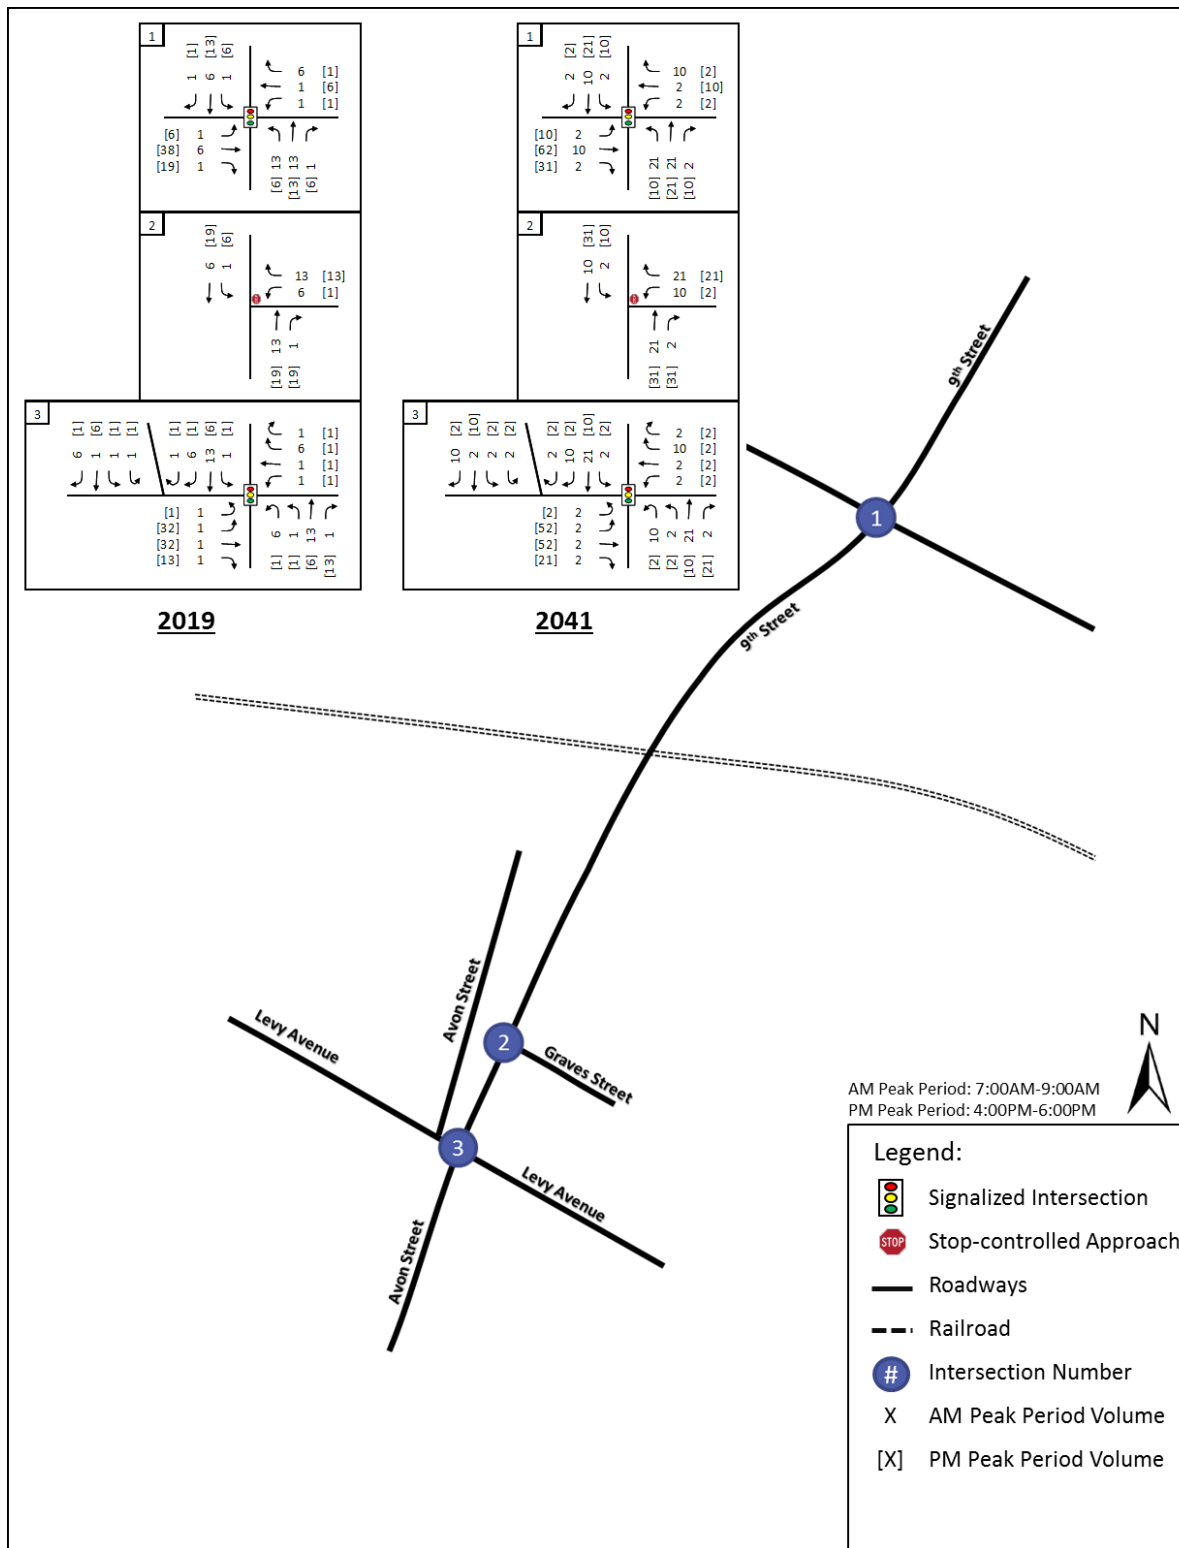 1
[1] [13] [6]
1 6 1
6 [1]
1 [6]
1 [1]
[6] 1
[38] 6
[19] 1
13 13 1
[6] [13] [6]
2
[19] [6]
6 1
13 [13]
6 [1]
13 1
[19] [19]
3
[1] [6] [1] [1] [1] [1] [6] [1]
6 1 1 1 1 6 13 1
1 [1]
6 [1]
1 [1]
1 [1]
[1] 1
[32] 1
[32] 1
[13] 1
6 1 13 1
[1] [1] [6] [13]
2019
1
[2] [21] [10]
2 10 2
10 [2]
2 [10]
2 [2]
[10] 2
[62] 10
[31] 2
21 21 2
[10] [21] [10]
2
[31] [10]
10 2
21 [21]
10 [2]
21 2
[31] [31]
3
[2] [10] [2] [2] [2] [2] [10] [2]
10 2 2 2 2 10 21 2
2 [2]
10 [2]
2 [2]
2 [2]
[2] 2
[52] 2
[52] 2
[21] 2
10 2 21 2
[2] [2] [10] [21]
2041
9th Street
1
9th Street
Avon Street
Levy Avenue
2
Graves Street
3
Levy Avenue
Avon Street
N
AM Peak Period: 7:00AM-9:00AM
PM Peak Period: 4:00PM-6:00PM
Legend:
Signalized Intersection
STOP Stop-controlled Approach
Roadways
Railroad
# Intersection Number
X AM Peak Period Volume
[X] PM Peak Period Volume